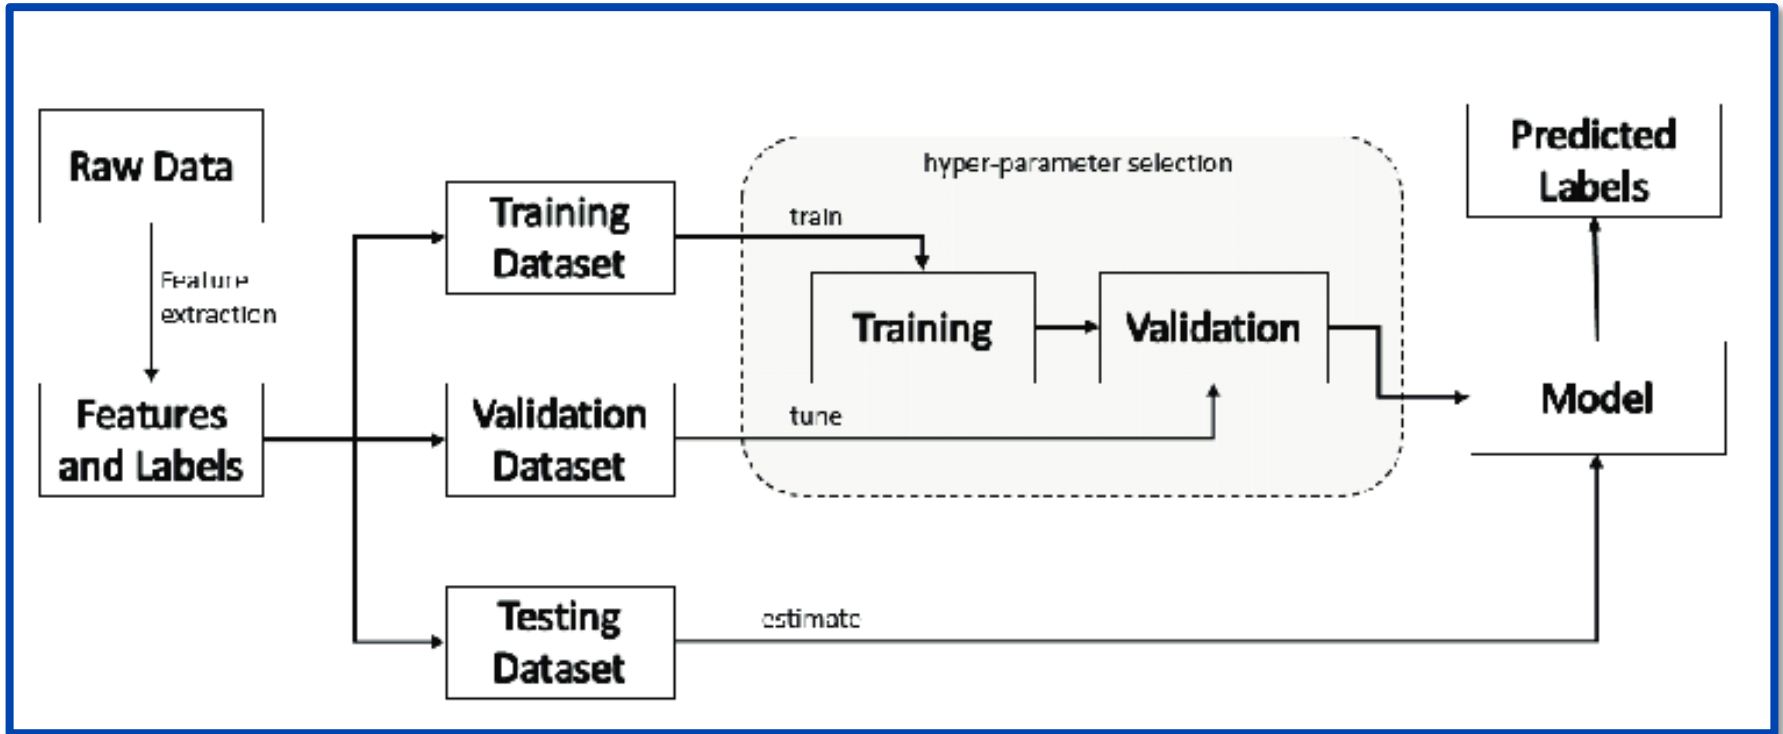 Raw Data
Feature
extraction
Features
and Labels
Training
Dataset
Validation
Dataset
Testing
Dataset
hyper-parameter selection
train
Training
Validation
tune
estimate
Predicted
Labels
Model